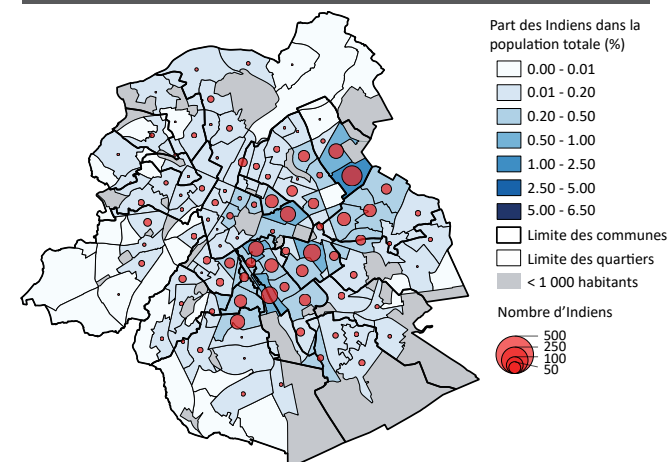 Part des Indiens dans la
population totale (%)
0.00 - 0.01
0.01 - 0.20
0.20 - 0.50
0.50 - 1.00
1.00 - 2.50
2.50 - 5.00
5.00 - 6.50
Limite des communes
Limite des quartiers
< 1 000 habitants
Nombre d'Indiens
500
250
100
50